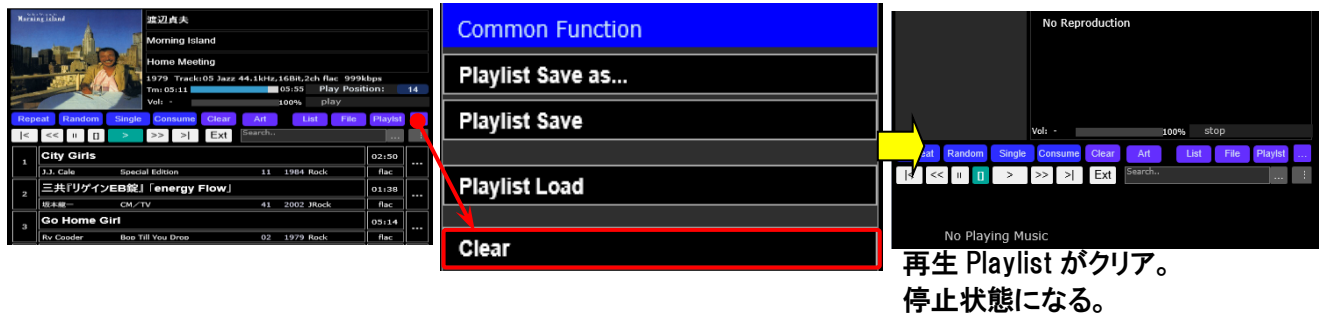 Morning Island
渡辺貞夫
Morning Island
Home Meeting
1979 Track:05 Jazz 44.1kHz,16Bit,2ch flac 999kbps
Tm: 05:11 05:55 Play Position: 14
Vol: - 100% play
Repeat Random Single Consume Clear Art List File Playlst
|< << II [] > >> >| Ext Search.. ... ⋮
1 City Girls 02:50 ...
J.J. Cale Special Edition 11 1984 Rock flac
2 三共『リゲインEB錠』 「energy Flow」 01:38 ...
坂本龍一 CM/TV 41 2002 JRock flac
3 Go Home Girl 05:14 ...
Ry Cooder Bop Till You Drop 02 1979 Rock flac
Common Function
Playlist Save as...
Playlist Save
Playlist Load
Clear
No Reproduction
Vol: - 100% stop
eat Random Single Consume Clear Art List File Playlst ...
|< << II [] > >> >| Ext Search.. ... ⋮
No Playing Music
再生 Playlist がクリア。
停止状態になる。